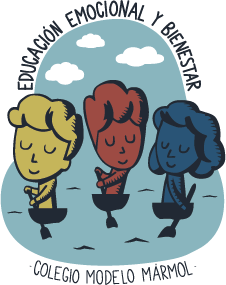 EDUCACIÓN EMOCIONAL Y BIENESTAR
- COLEGIO MODELO MÁRMOL -